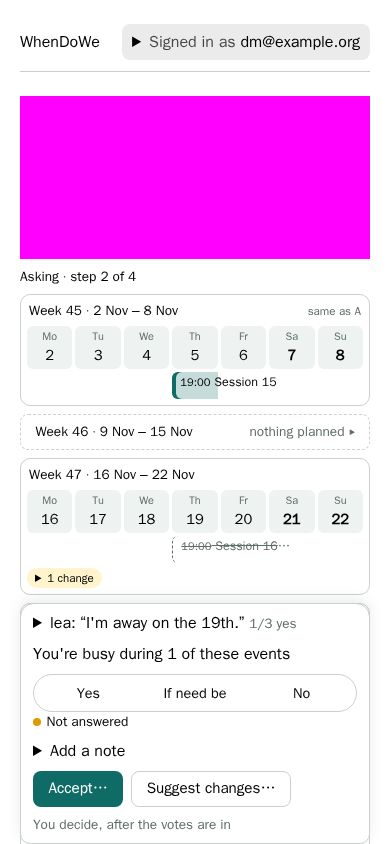 WhenDoWe
▶ Signed in as dm@example.org
Asking · step 2 of 4
Week 45 · 2 Nov – 8 Nov same as A
Mo Tu We Th Fr Sa Su
2 3 4 5 6 7 8
19:00 Session 15
Week 46 · 9 Nov – 15 Nov nothing planned ▸
Week 47 · 16 Nov – 22 Nov
Mo Tu We Th Fr Sa Su
16 17 18 19 20 21 22
19:00 Session 16…
▶ 1 change
▶ lea: “I'm away on the 19th.” 1/3 yes
You're busy during 1 of these events
Yes If need be No
Not answered
▶ Add a note
Accept… Suggest changes…
You decide, after the votes are in